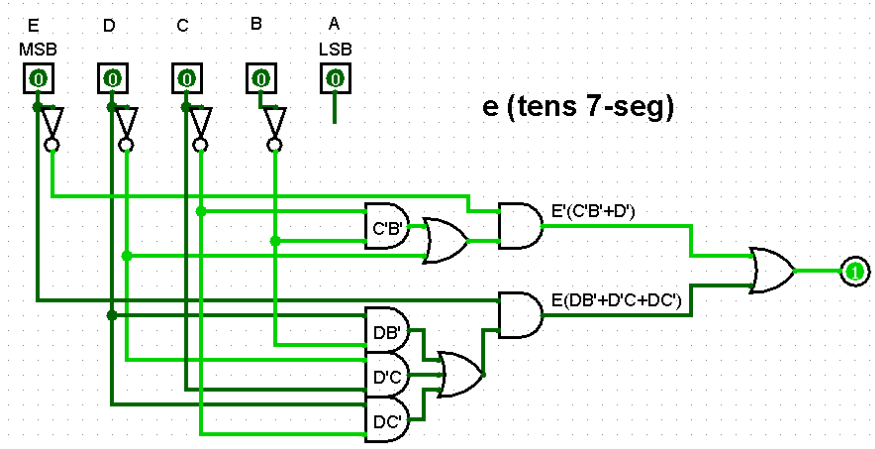 E D C B A
MSB LSB
0 0 0 0 0
e (tens 7-seg)
E'(C'B'+D')
C'B'
1
E(DB'+D'C+DC')
DB'
D'C
DC'